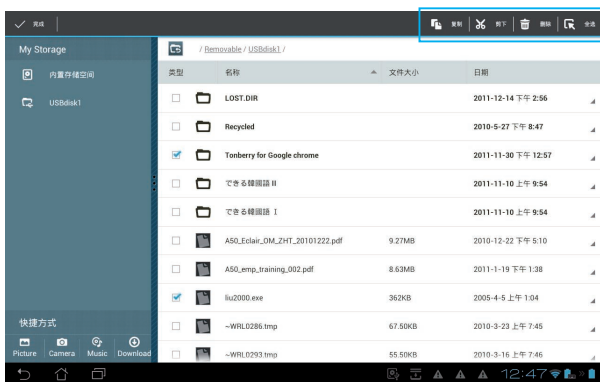 完成 复制 剪下 删除 全选
My Storage
/ Removable / USBdisk1 /
类型 名称 文件大小 日期
内置存储空间
USBdisk1
LOST.DIR 2011-12-14 下午 2:56
Recycled 2010-5-27 下午 8:47
Tonberry for Google chrome 2011-11-30 下午 12:57
できる韓國語 II 2011-11-10 上午 9:54
できる韓國語 I 2011-11-10 上午 9:54
A50_Eclair_OM_ZHT_20101222.pdf 9.27MB 2010-12-22 下午 5:10
A50_emp_training_002.pdf 8.63MB 2011-1-19 下午 1:38
liu2000.exe 362KB 2005-4-5 上午 1:04
~WRL0286.tmp 67.50KB 2010-3-23 上午 7:45
~WRL0293.tmp 55.50KB 2010-3-16 上午 7:46
快捷方式
Picture Camera Music Download
12:47